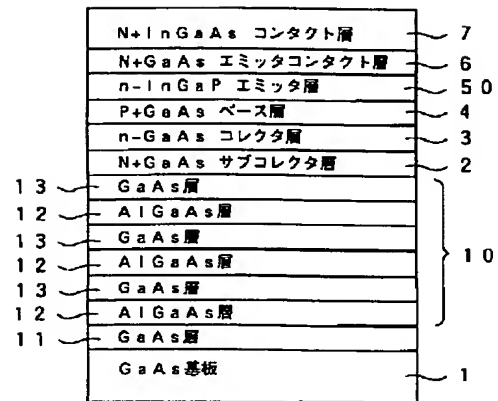 N+InGaAs コンタクト層 7
N+GaAs エミッタコンタクト層 6
n-InGaP エミッタ層 50
P+GaAs ベース層 4
n-GaAs コレクタ層 3
N+GaAs サブコレクタ層 2
13 GaAs層
12 AlGaAs層
13 GaAs層
10
12 AlGaAs層
13 GaAs層
12 AlGaAs層
11 GaAs層
GaAs基板 1